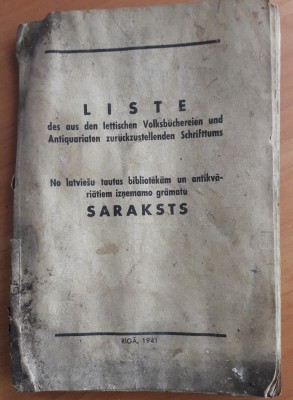 LISTE
des aus den lettischen Volksbüchereien und
Antiquariaten zurückzustellenden Schrifttums
No latviešu tautas bibliotēkām un antikvā-
riātiem izņemamo grāmatu
SARAKSTS
RĪGĀ, 1941